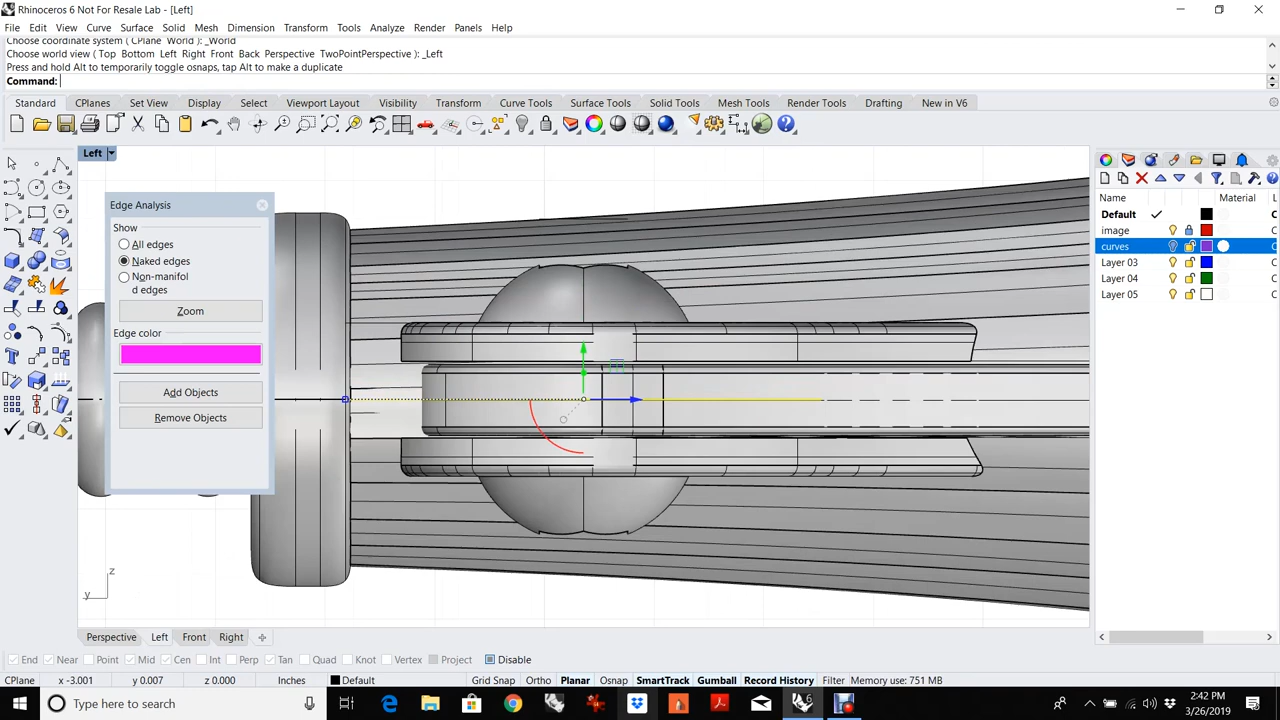 Rhinoceros 6 Not For Resale Lab - [Left]
File Edit View Curve Surface Solid Mesh Dimension Transform Tools Analyze Render Panels Help
Choose coordinate system ( CPlane World ): _World
Choose world view ( Top Bottom Left Right Front Back Perspective TwoPointPerspective ): _Left
Press and hold Alt to temporarily toggle osnaps, tap Alt to make a duplicate
Command:
Standard CPlanes Set View Display Select Viewport Layout Visibility Transform Curve Tools Surface Tools Solid Tools Mesh Tools Render Tools Drafting New in V6
Left
Edge Analysis
Show
All edges
Naked edges
Non-manifol
d edges
Zoom
Edge color
Add Objects
Remove Objects
Name Material
Default
image
curves
Layer 03
Layer 04
Layer 05
z
y
Perspective Left Front Right
End Near Point Mid Cen Int Perp Tan Quad Knot Vertex Project Disable
CPlane x -3.001 y 0.007 z 0.000 Inches Default Grid Snap Ortho Planar Osnap SmartTrack Gumball Record History Filter Memory use: 751 MB
Type here to search
2:42 PM
3/26/2019